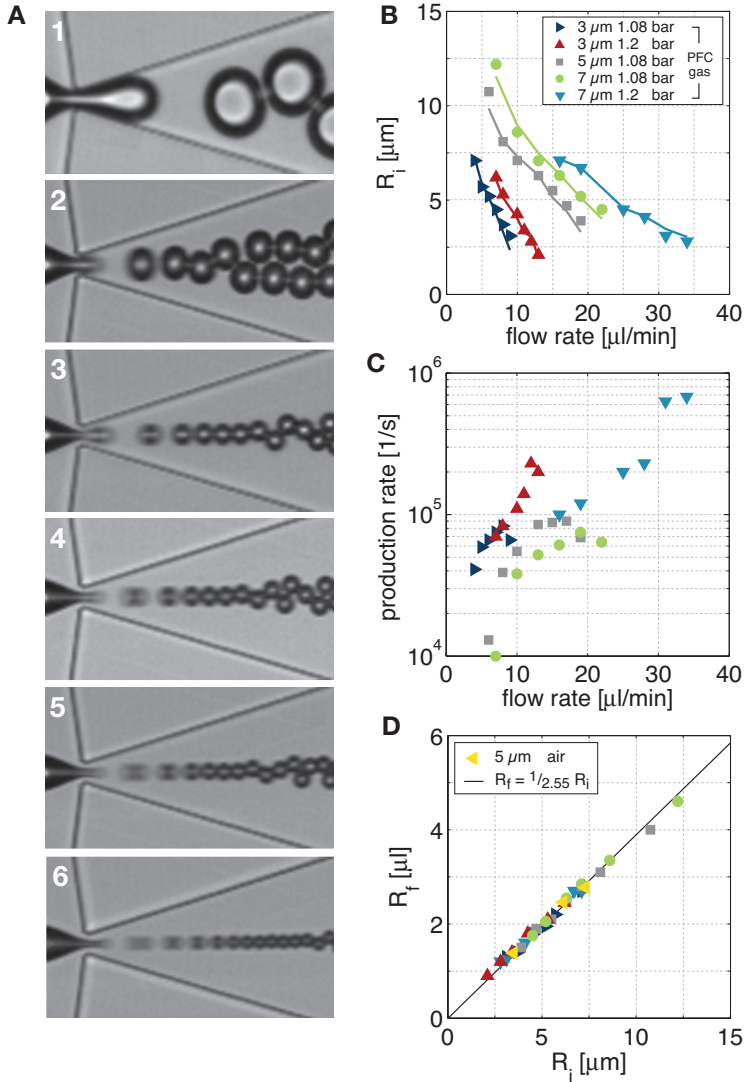 A
1
2
3
4
5
6
B
R_i [μm]
15
10
5
0
0 10 20 30 40
flow rate [μl/min]
3 μm 1.08 bar
3 μm 1.2 bar
5 μm 1.08 bar
7 μm 1.08 bar
7 μm 1.2 bar
PFC
gas
C
production rate [1/s]
10^6
10^5
10^4
0 10 20 30 40
flow rate [μl/min]
D
R_f [μl]
6
4
2
0
0 5 10 15
R_i [μm]
5 μm air
R_f = 1/2.55 R_i